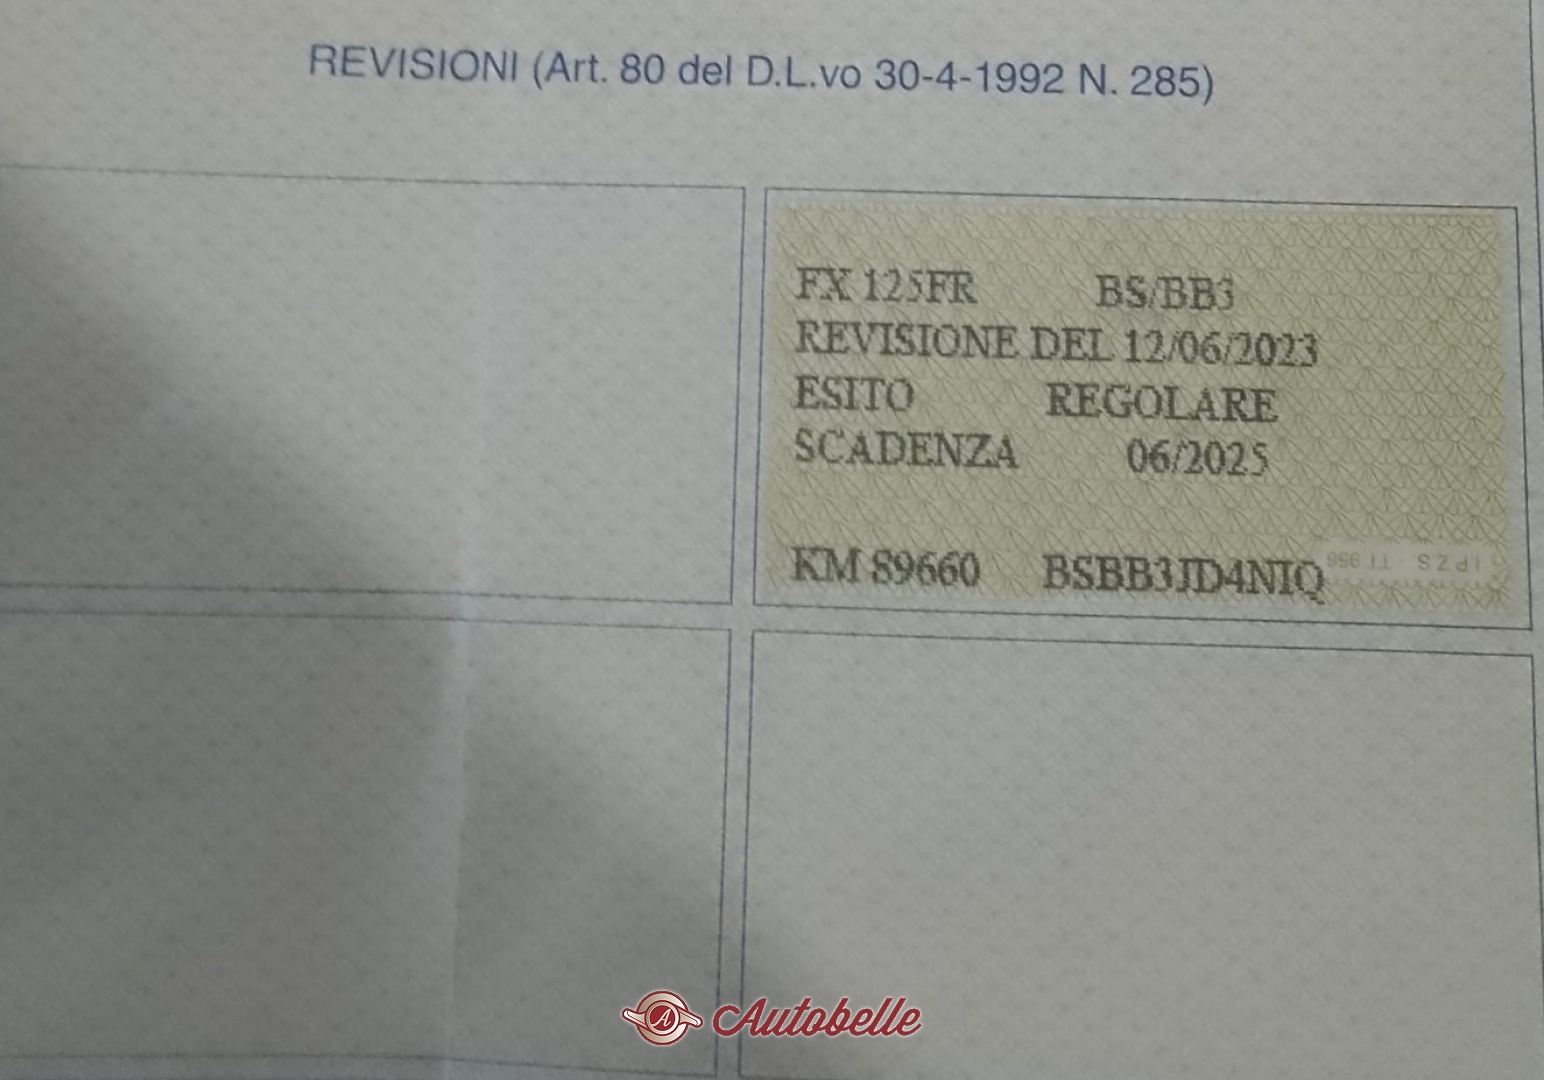 REVISIONI (Art. 80 del D.L.vo 30-4-1992 N. 285)
FX 125FR BS/BB3
REVISIONE DEL 12/06/2023
ESITO REGOLARE
SCADENZA 06/2025
KM 89660 BSBB3JD4NIQ
I P Z S
Autobelle